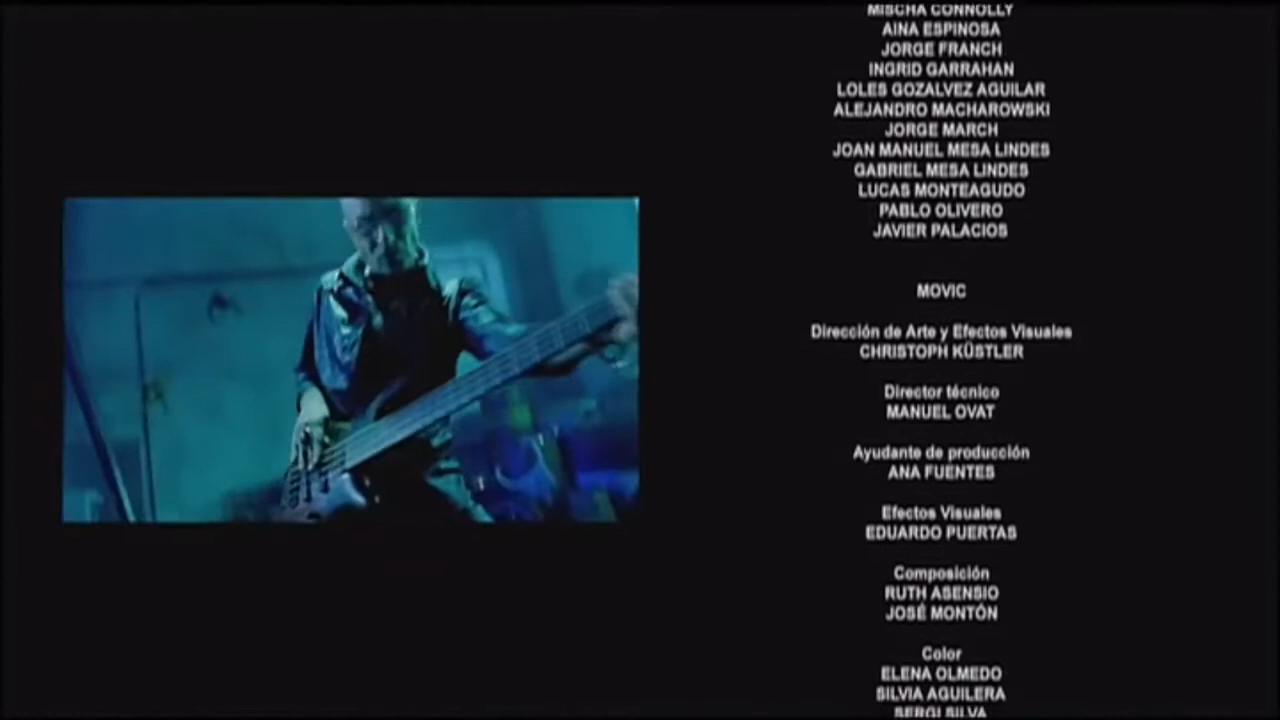 MISCHA CONNOLLY
AINA ESPINOSA
JORGE FRANCH
INGRID GARRAHAN
LOLES GOZALVEZ AGUILAR
ALEJANDRO MACHAROWSKI
JORGE MARCH
JOAN MANUEL MESA LINDES
GABRIEL MESA LINDES
LUCAS MONTEAGUDO
PABLO OLIVERO
JAVIER PALACIOS
MOVIC
Dirección de Arte y Efectos Visuales
CHRISTOPH KÜSTLER
Director técnico
MANUEL OVAT
Ayudante de producción
ANA FUENTES
Efectos Visuales
EDUARDO PUERTAS
Composición
RUTH ASENSIO
JOSÉ MONTÓN
Color
ELENA OLMEDO
SILVIA AGUILERA
SERGI SILVA